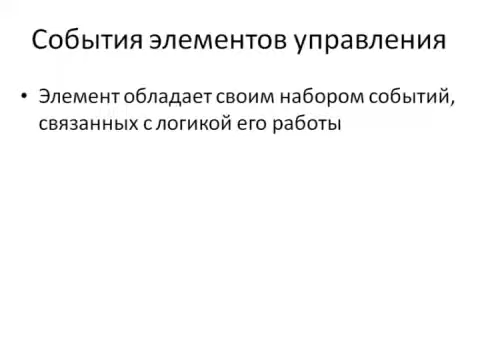 События элементов управления
• Элемент обладает своим набором событий,
связанных с логикой его работы